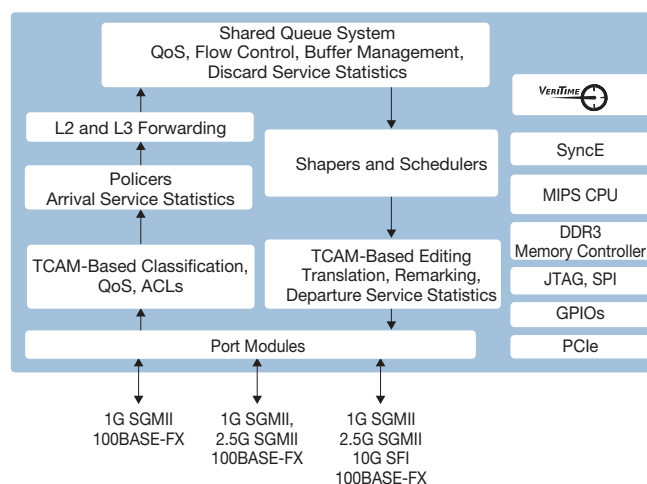 Shared Queue System
QoS, Flow Control, Buffer Management,
Discard Service Statistics
VERITIME
L2 and L3 Forwarding
Shapers and Schedulers
SyncE
Policers
Arrival Service Statistics
MIPS CPU
TCAM-Based Classification,
QoS, ACLs
TCAM-Based Editing
Translation, Remarking,
Departure Service Statistics
DDR3
Memory Controller
JTAG, SPI
GPIOs
Port Modules
PCIe
1G SGMII
100BASE-FX
1G SGMII,
2.5G SGMII
100BASE-FX
1G SGMII
2.5G SGMII
10G SFI
100BASE-FX